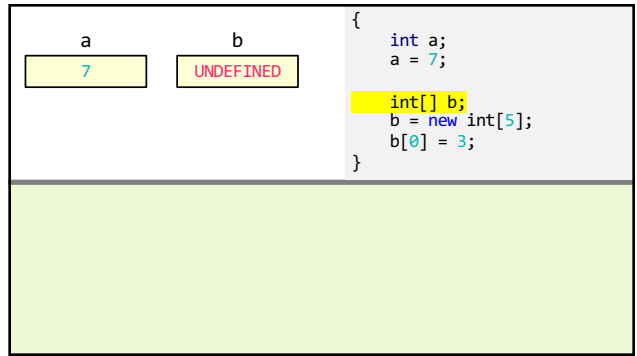 a b
7 UNDEFINED
{
int a;
a = 7;
int[] b;
b = new int[5];
b[0] = 3;
}